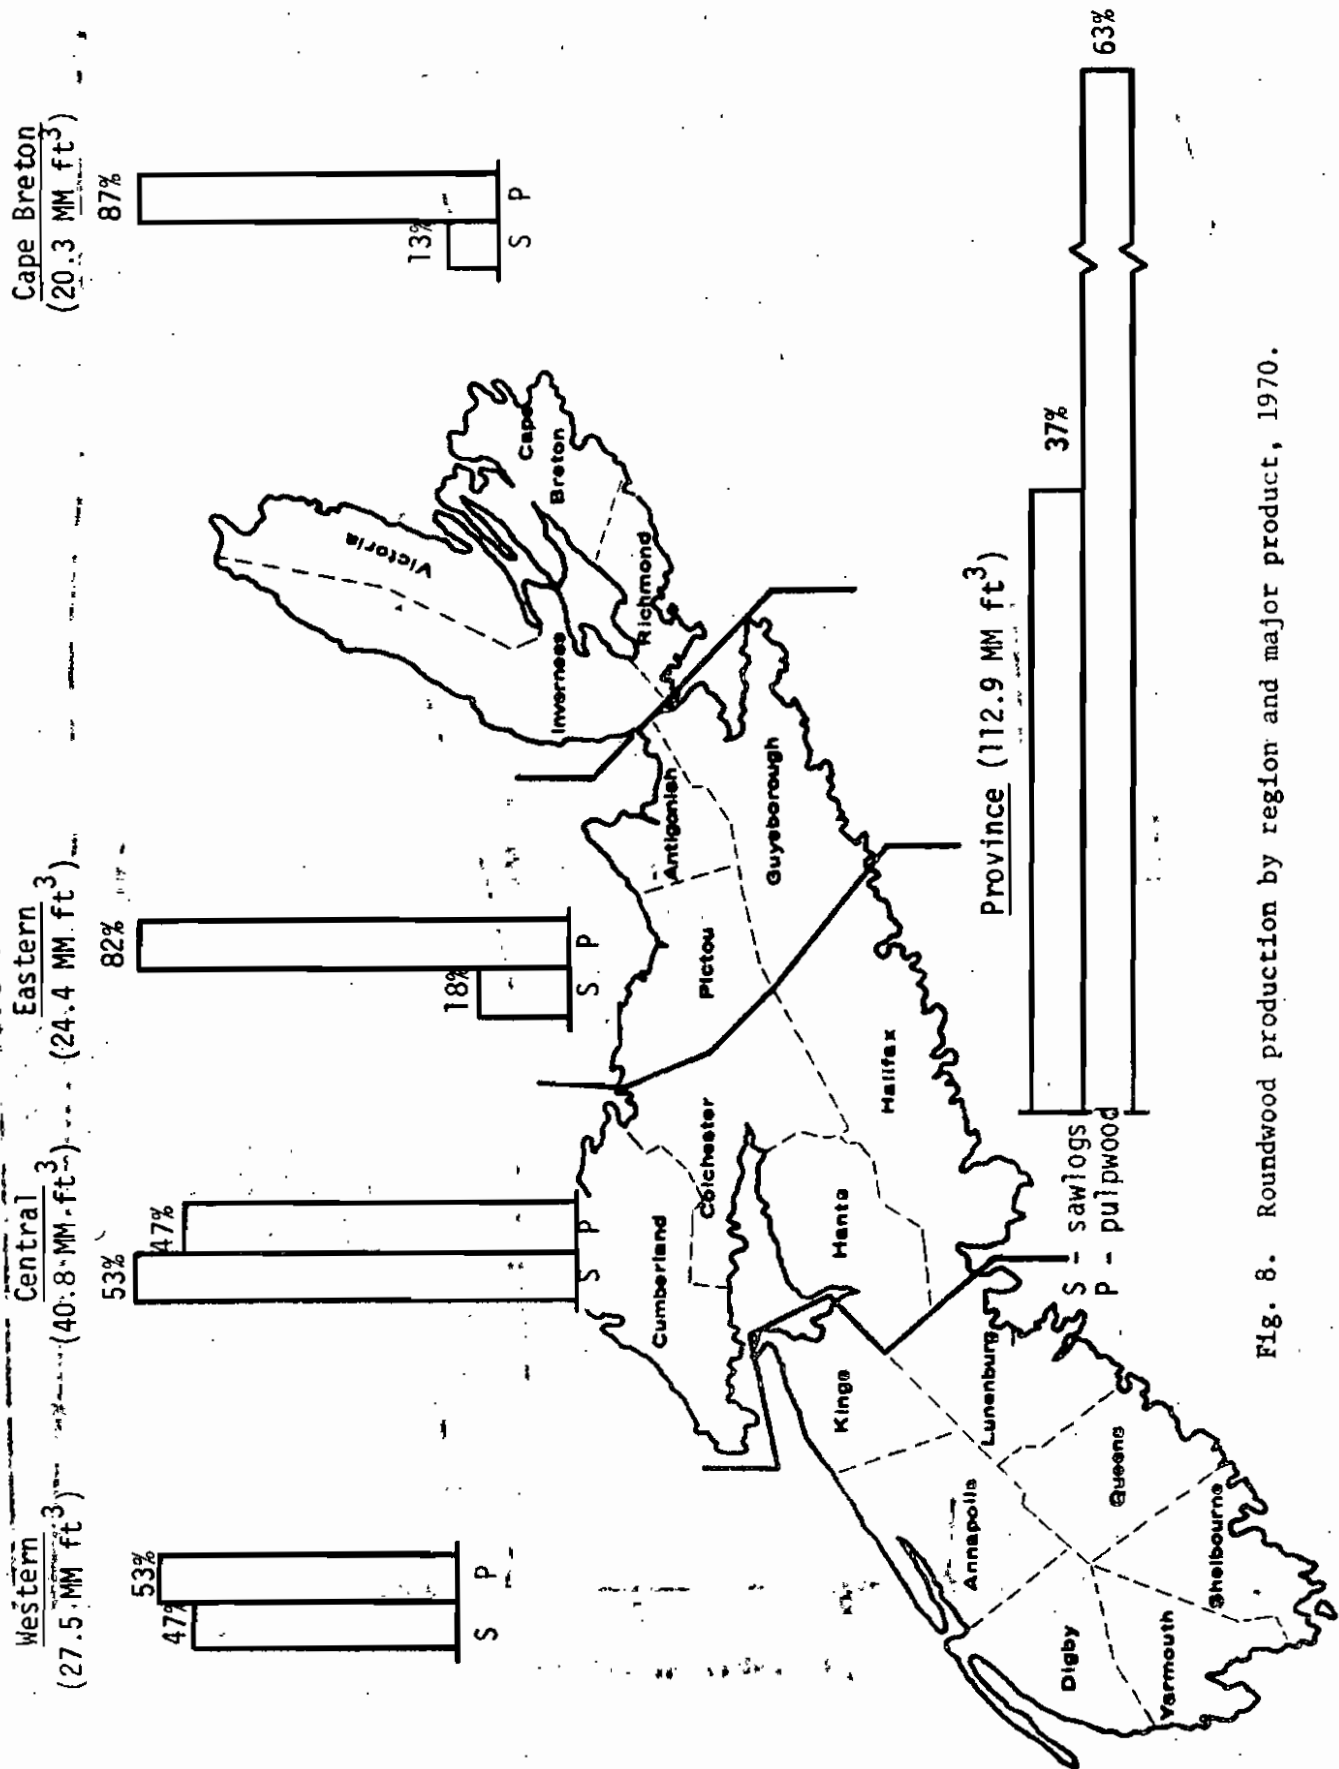 Western
(27.5 MM ft³)
47%
53%
S P
Central
(40.8 MM ft³)
53%
47%
S P
Eastern
(24.4 MM ft³)
18%
82%
S P
Cape Breton
(20.3 MM ft³)
13%
87%
S P
Victoria
Inverness
Cape
Breton
Richmond
Antigonish
Guysborough
Pictou
Cumberland
Colchester
Halifax
Hants
Kings
Lunenburg
Annapolis
Queens
Digby
Shelbourne
Yarmouth
Province (112.9 MM ft³)
37%
63%
S - sawlogs
P - pulpwood
Fig. 8. Roundwood production by region and major product, 1970.